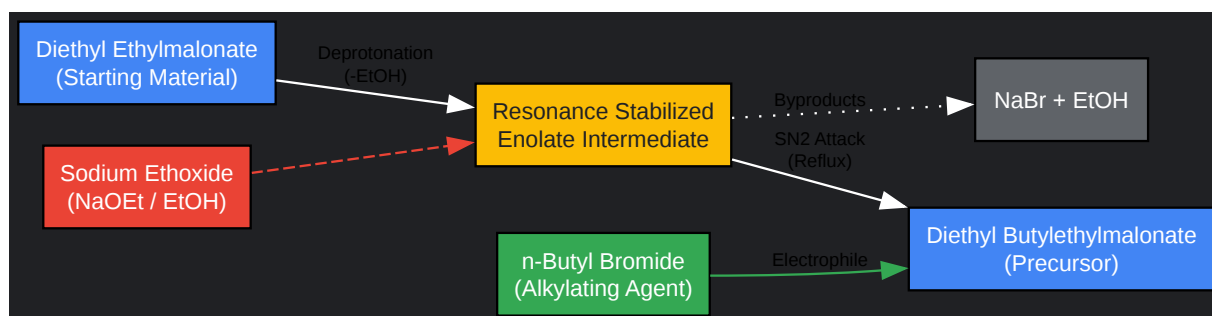 Diethyl Ethylmalonate
(Starting Material)
Deprotonation
(-EtOH)
Sodium Ethoxide
(NaOEt / EtOH)
Resonance Stabilized
Enolate Intermediate
Byproducts
NaBr + EtOH
SN2 Attack
(Reflux)
n-Butyl Bromide
(Alkylating Agent)
Electrophile
Diethyl Butylethylmalonate
(Precursor)